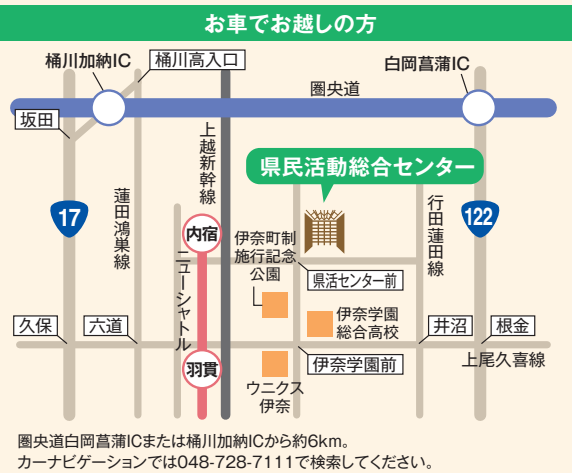 お車でお越しの方
桶川加納IC
桶川高入口
白岡菖蒲IC
圏央道
坂田
上越新幹線
県民活動総合センター
17
蓮田鴻巣線
内宿
伊奈町制
施行記念
公園
行田蓮田線
122
ニューシャトル
県活センター前
久保
六道
伊奈学園
総合高校
井沼
根金
羽貫
伊奈学園前
上尾久喜線
ウニクス
伊奈
圏央道白岡菖蒲ICまたは桶川加納ICから約6km。
カーナビゲーションでは048-728-7111で検索してください。